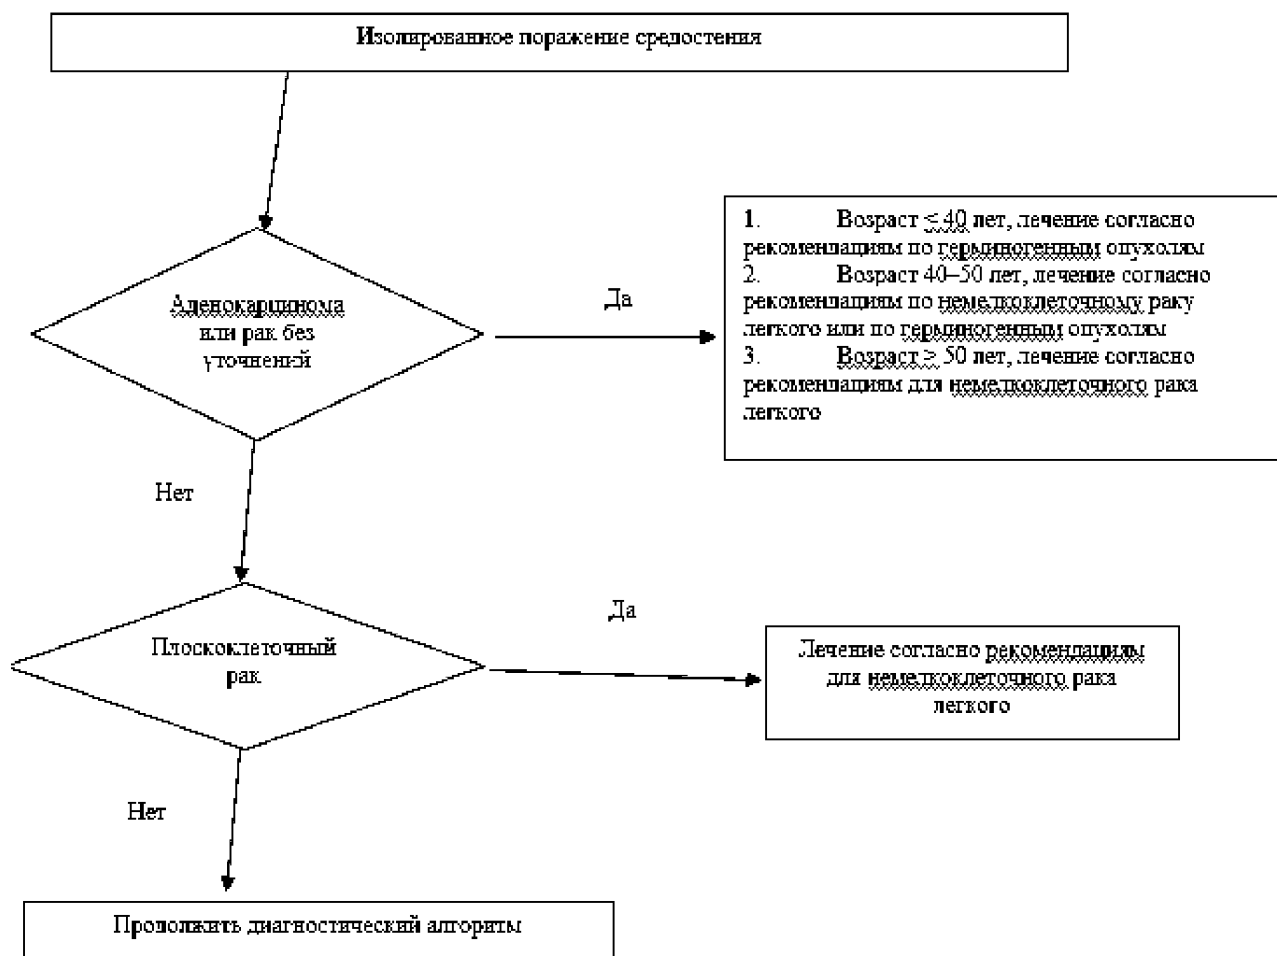 Изолированное поражение средостения
Аденокарцинома
или рак без
уточнений
Да
1. Возраст ≤ 40 лет, лечение согласно
рекомендациям по герминогенным опухолям
2. Возраст 40–50 лет, лечение согласно
рекомендациям по немелкоклеточному раку
легкого или по герминогенным опухолям
3. Возраст ≥ 50 лет, лечение согласно
рекомендациям для немелкоклеточного рака
легкого
Нет
Плоскоклеточный
рак
Да
Лечение согласно рекомендациям
для немелкоклеточного рака
легкого
Нет
Продолжить диагностический алгоритм